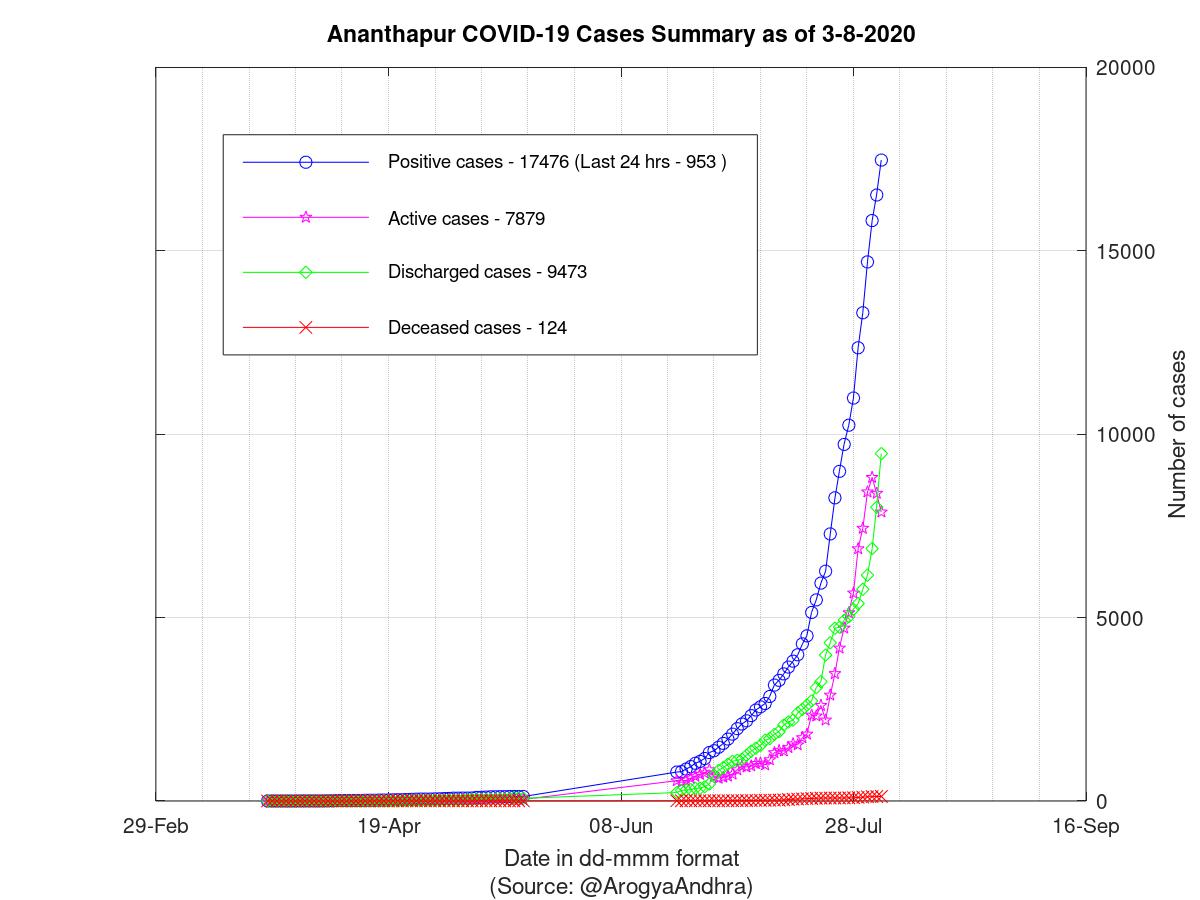 Ananthapur COVID-19 Cases Summary as of 3-8-2020
20000
Positive cases - 17476 (Last 24 hrs - 953 )
Active cases - 7879
15000
Discharged cases - 9473
Deceased cases - 124
10000
Number of cases
5000
0
29-Feb 19-Apr 08-Jun 28-Jul 16-Sep
Date in dd-mmm format
(Source: @ArogyaAndhra)